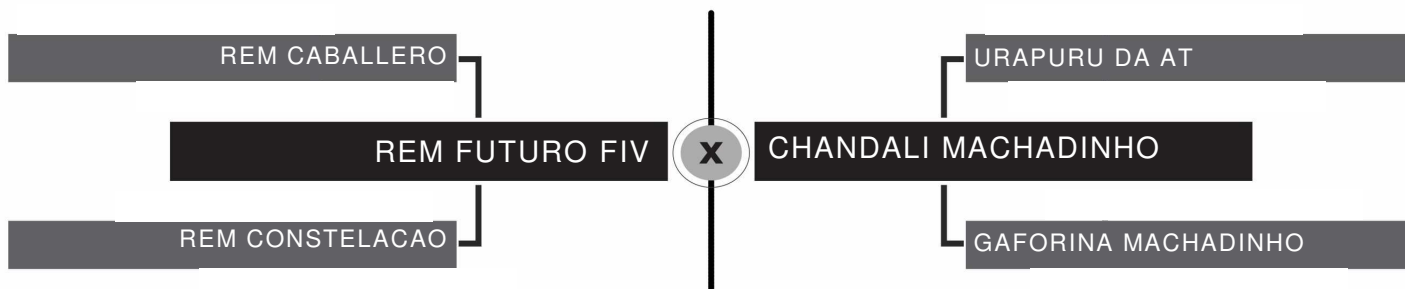 REM CABALLERO
URAPURU DA AT
REM FUTURO FIV
X
CHANDALI MACHADINHO
REM CONSTELACAO
GAFORINA MACHADINHO